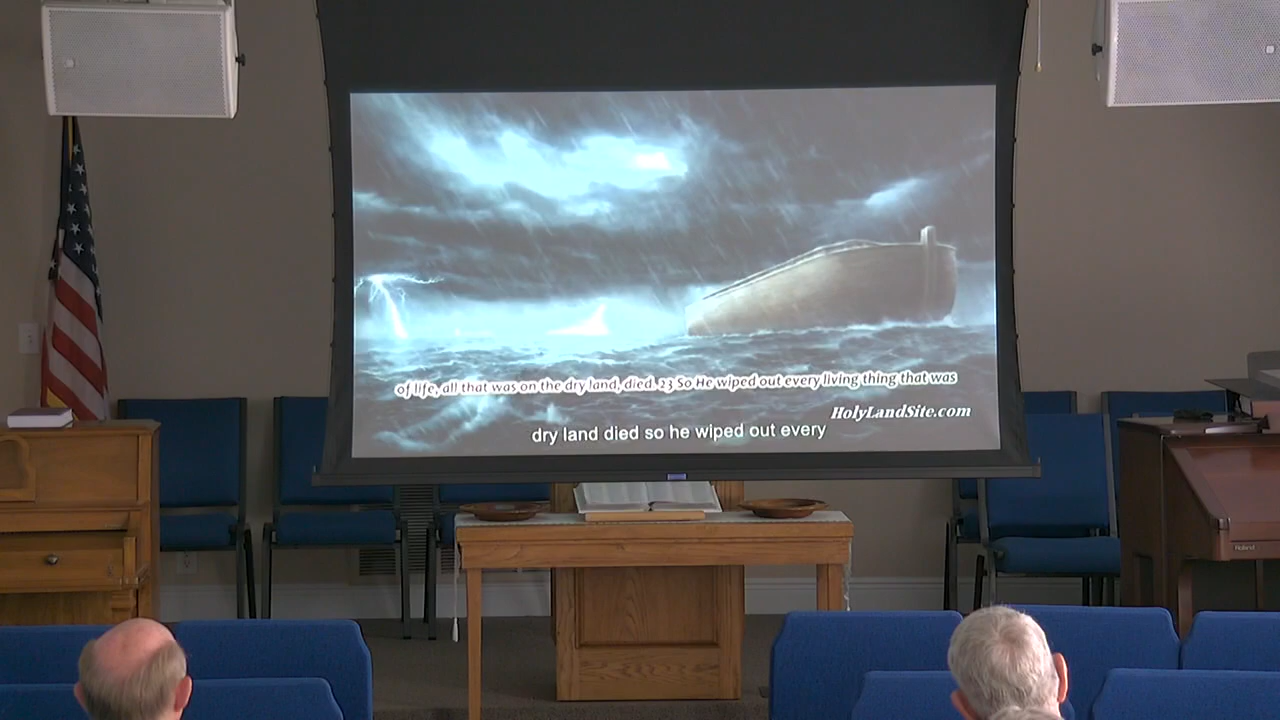 of life, all that was on the dry land, died. 23 So He wiped out every living thing that was
HolyLandSite.com
dry land died so he wiped out every
Roland